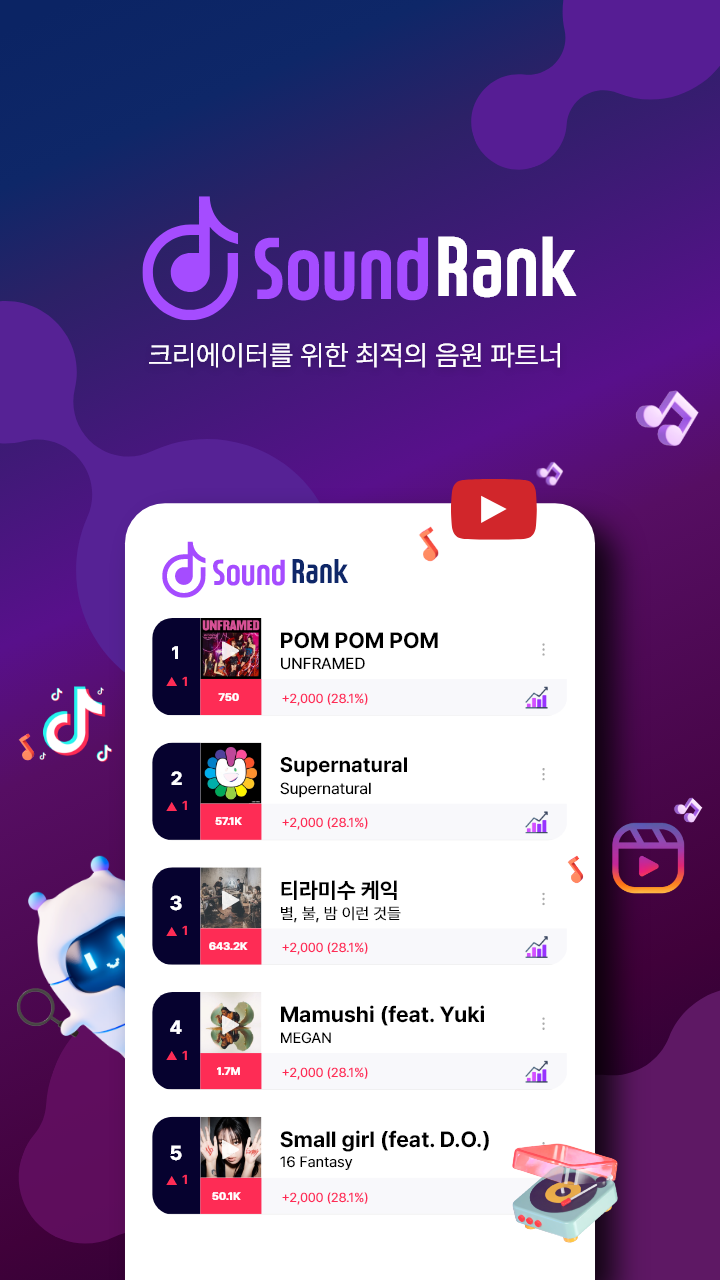 Sound Rank
크리에이터를 위한 최적의 음원 파트너
Sound Rank
1
▲ 1
UNFRAMED
750
POM POM POM
UNFRAMED
+2,000 (28.1%)
2
▲ 1
57.1K
Supernatural
Supernatural
+2,000 (28.1%)
3
▲ 1
643.2K
티라미수 케익
별, 불, 밤 이런 것들
+2,000 (28.1%)
4
▲ 1
1.7M
Mamushi (feat. Yuki
MEGAN
+2,000 (28.1%)
5
▲ 1
50.1K
Small girl (feat. D.O.)
16 Fantasy
+2,000 (28.1%)